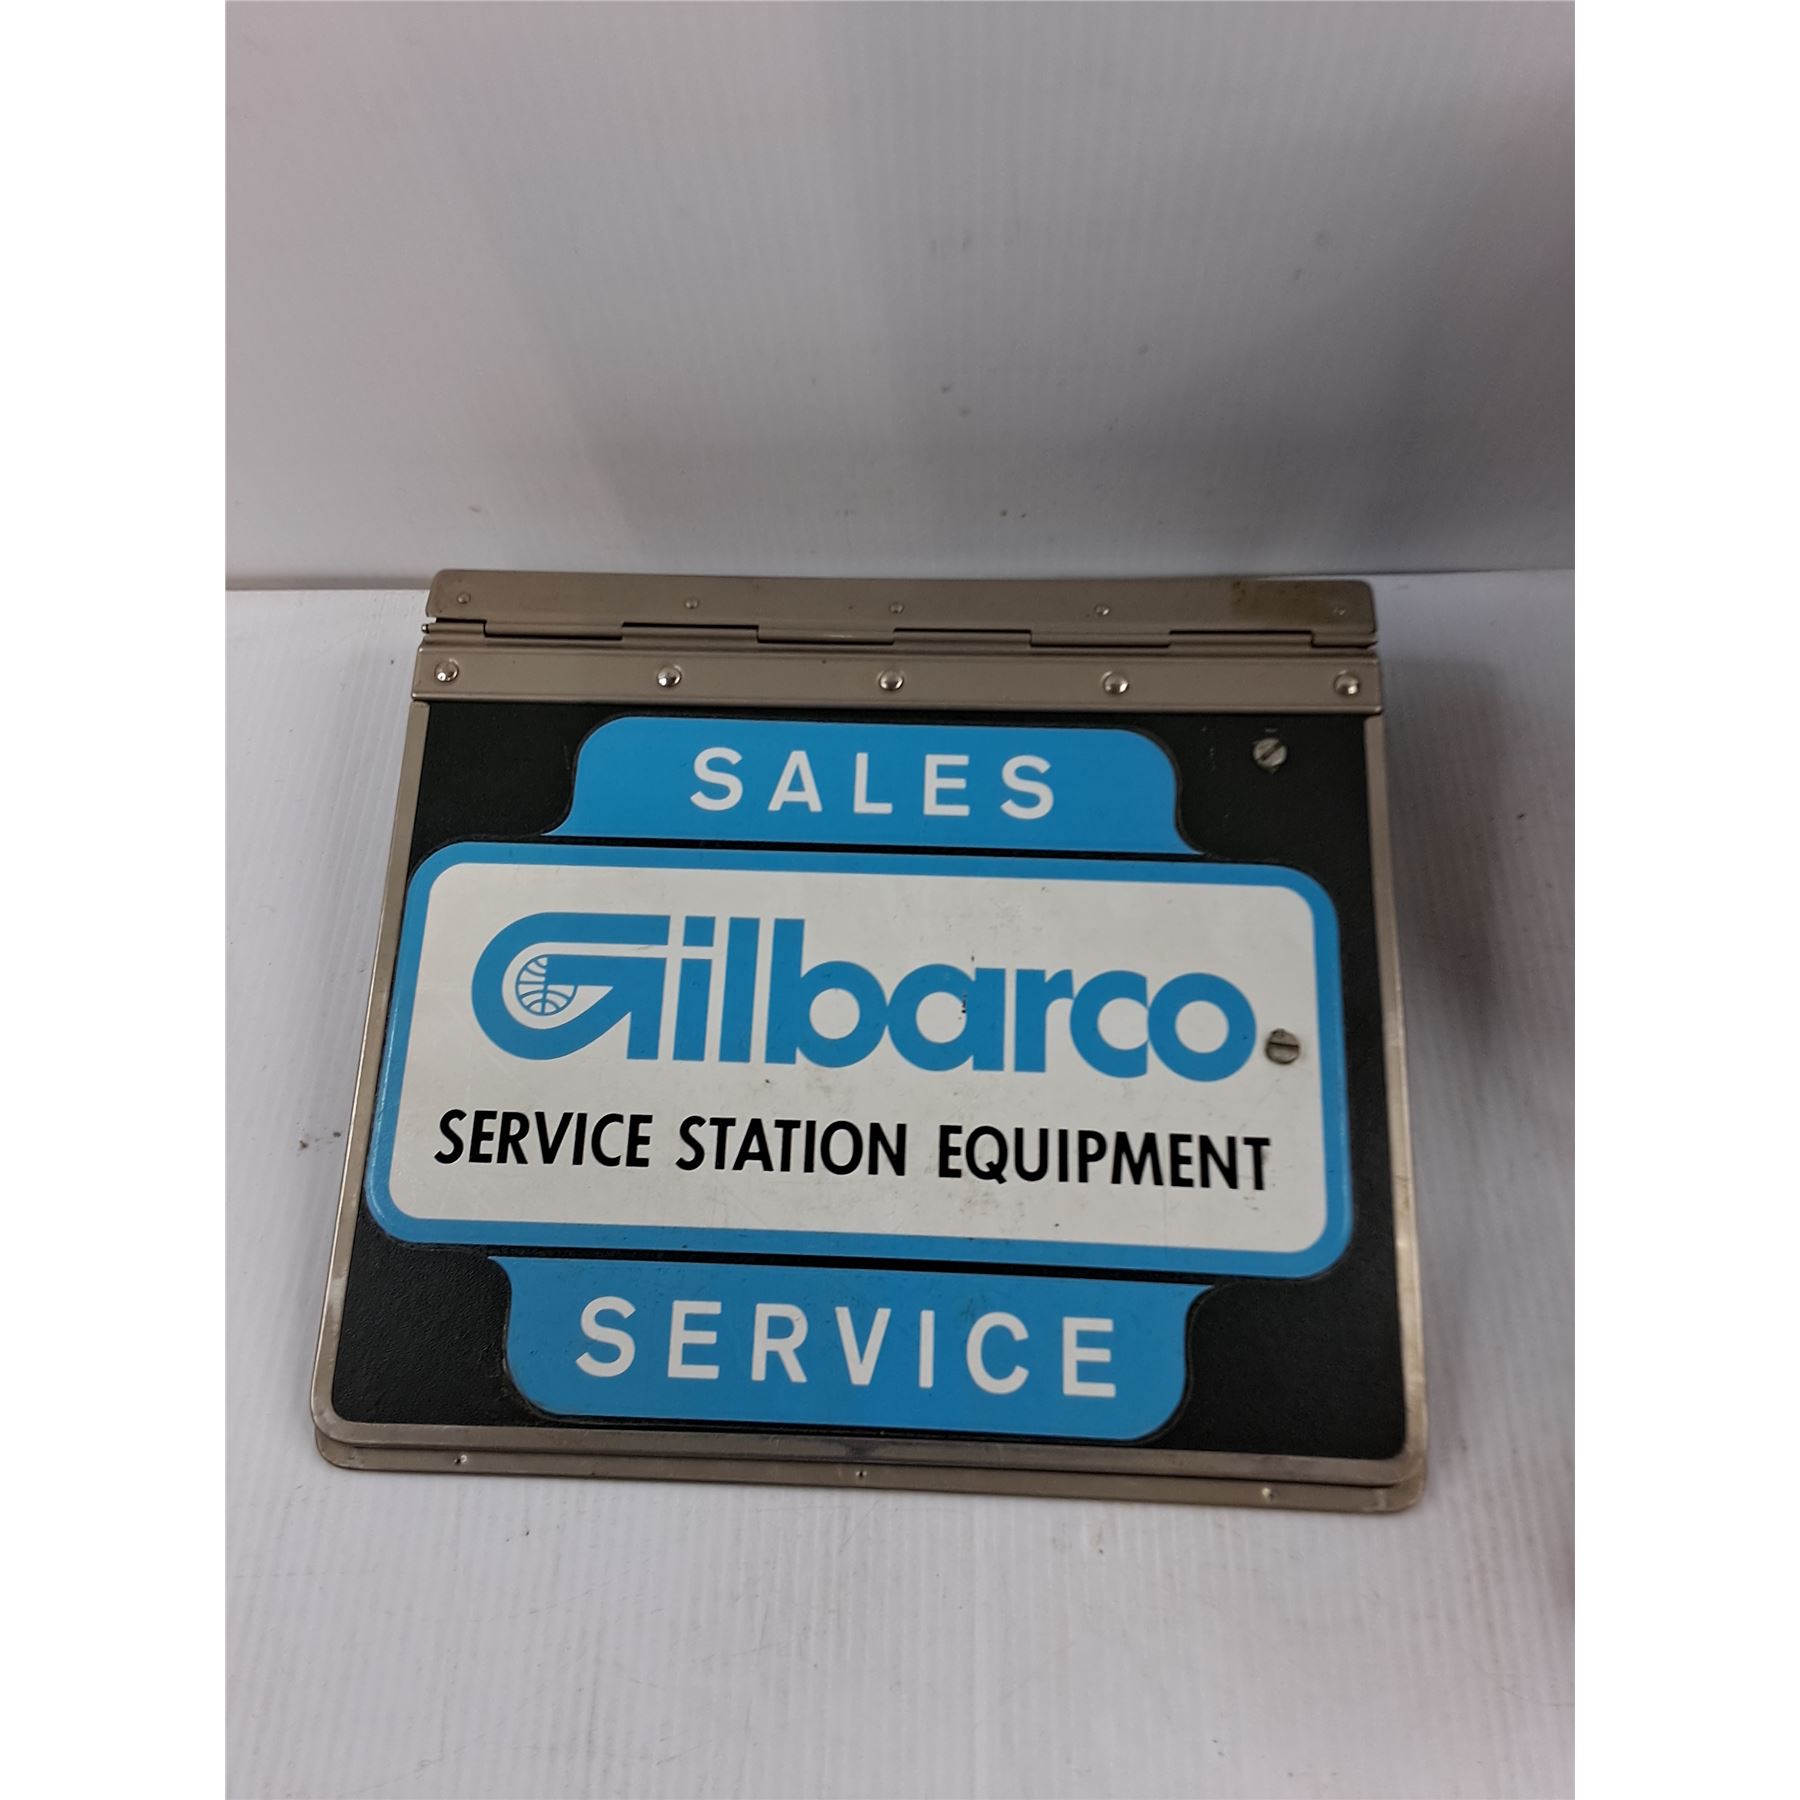 SALES
Gilbarco
SERVICE STATION EQUIPMENT
SERVICE